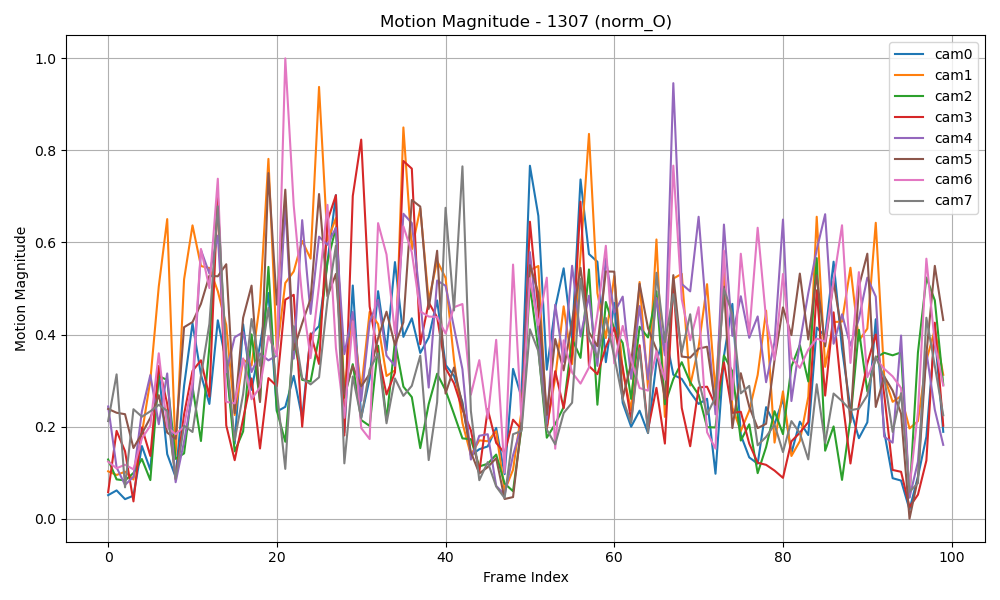 Motion Magnitude - 1307 (norm_O)
Motion Magnitude
1.0
0.8
0.6
0.4
0.2
0.0
cam0
cam1
cam2
cam3
cam4
cam5
cam6
cam7
0 20 40 60 80 100
Frame Index